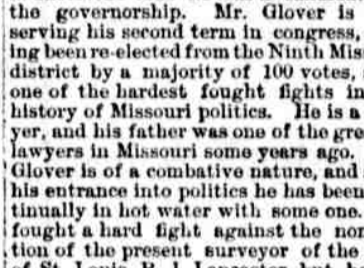 the governorship. Mr. Glover is
serving his second term in congress,
ing been re-elected from the Ninth Mis
district by a majority of 100 votes,
one of the hardest fought fights in
history of Missouri politics. He is a
yer, and his father was one of the gre
lawyers in Missouri some years ago.
Glover is of a combative nature, and
his entrance into politics he has been
tinually in hot water with some one.
fought a hard fight against the nom
tion of the present surveyor of the
of St. Louis,